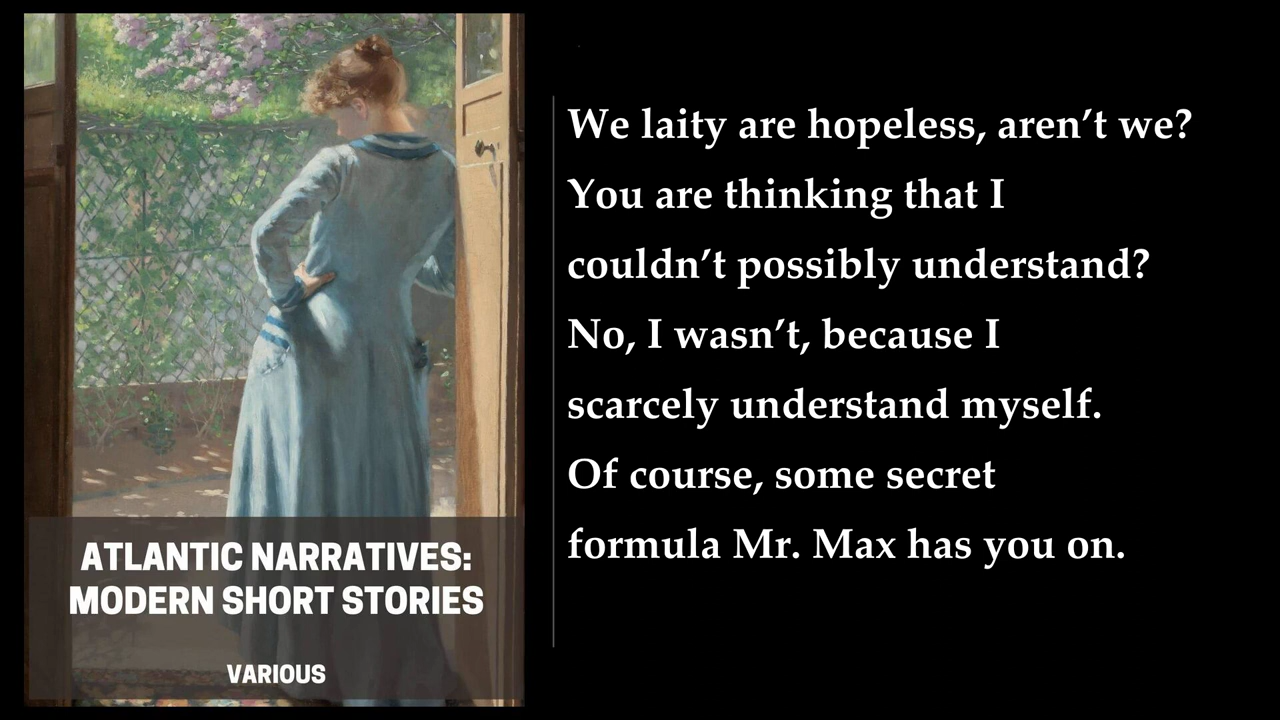 ATLANTIC NARRATIVES:
MODERN SHORT STORIES
VARIOUS
We laity are hopeless, aren’t we?
You are thinking that I
couldn’t possibly understand?
No, I wasn’t, because I
scarcely understand myself.
Of course, some secret
formula Mr. Max has you on.